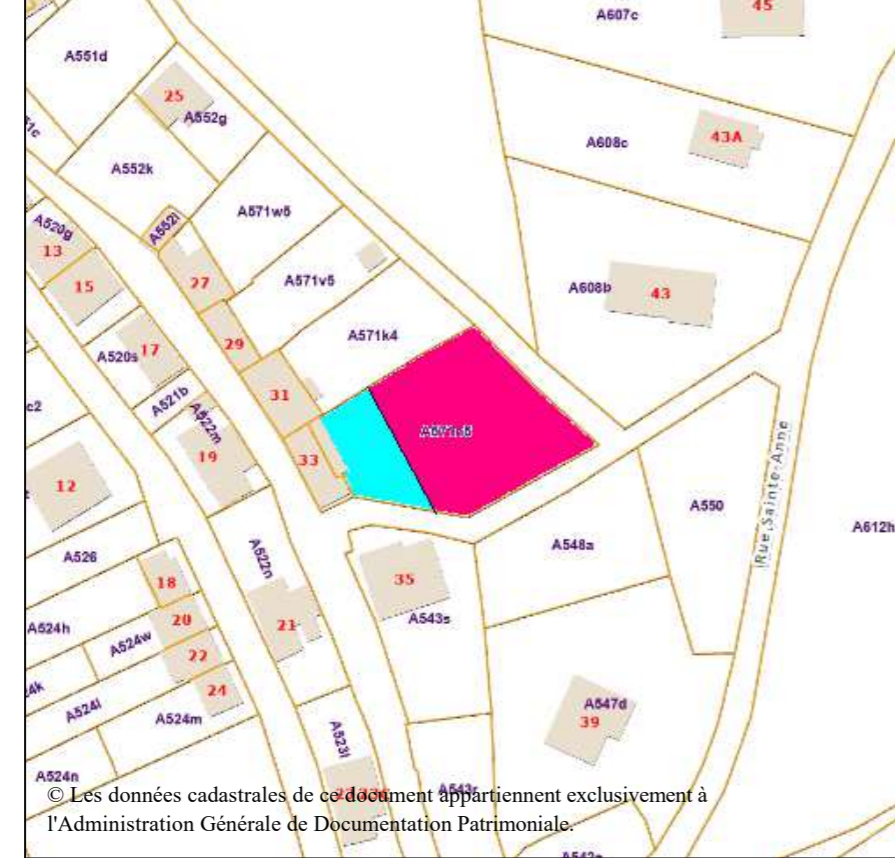 45
A607c
A551d
25
A552g
43A
A608c
A552k
A571w5
A552l
A520g
13
27
A571v5
A608b
43
15
29
A571k4
A520s
17
c2
A521b
31
A522m
19
33
12
Rue Sainte-Anne
A550
A612h
A526
A522n
A548a
18
35
A524h
A524w
20
21
A543s
22
24k
24
A547d
39
A524l
A524m
A523l
A524n
© Les données cadastrales de ce document appartiennent exclusivement à
l'Administration Générale de Documentation Patrimoniale.